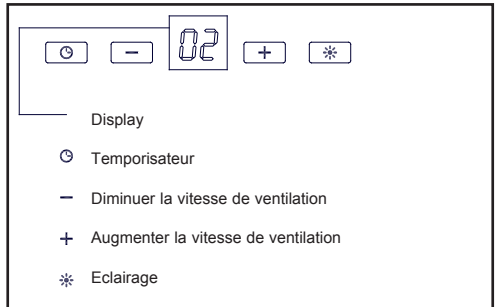 02
Display
Temporisateur
− Diminuer la vitesse de ventilation
+ Augmenter la vitesse de ventilation
Eclairage